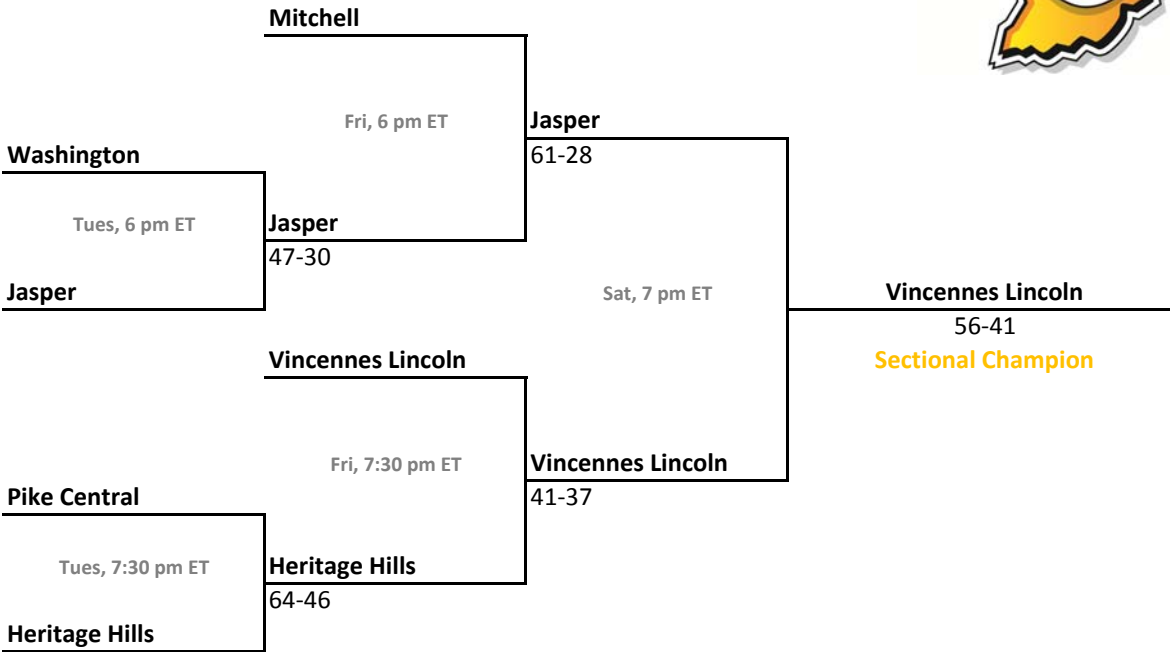 Mitchell
Fri, 6 pm ET
Jasper
Washington
61-28
Tues, 6 pm ET
Jasper
47-30
Jasper
Sat, 7 pm ET
Vincennes Lincoln
56-41
Vincennes Lincoln
Sectional Champion
Fri, 7:30 pm ET
Vincennes Lincoln
Pike Central
41-37
Tues, 7:30 pm ET
Heritage Hills
64-46
Heritage Hills